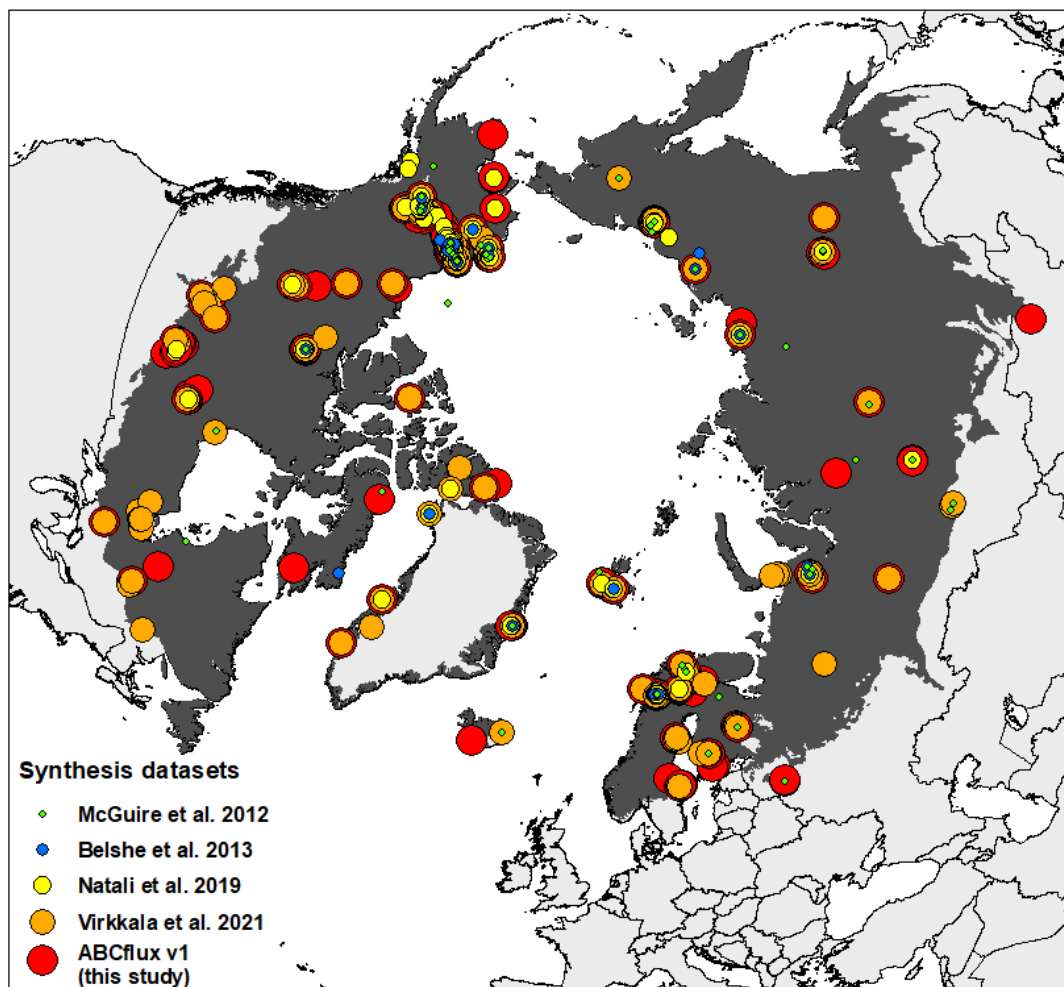 Synthesis datasets
McGuire et al. 2012
Belshe et al. 2013
Natali et al. 2019
Virkkala et al. 2021
ABCflux v1
(this study)